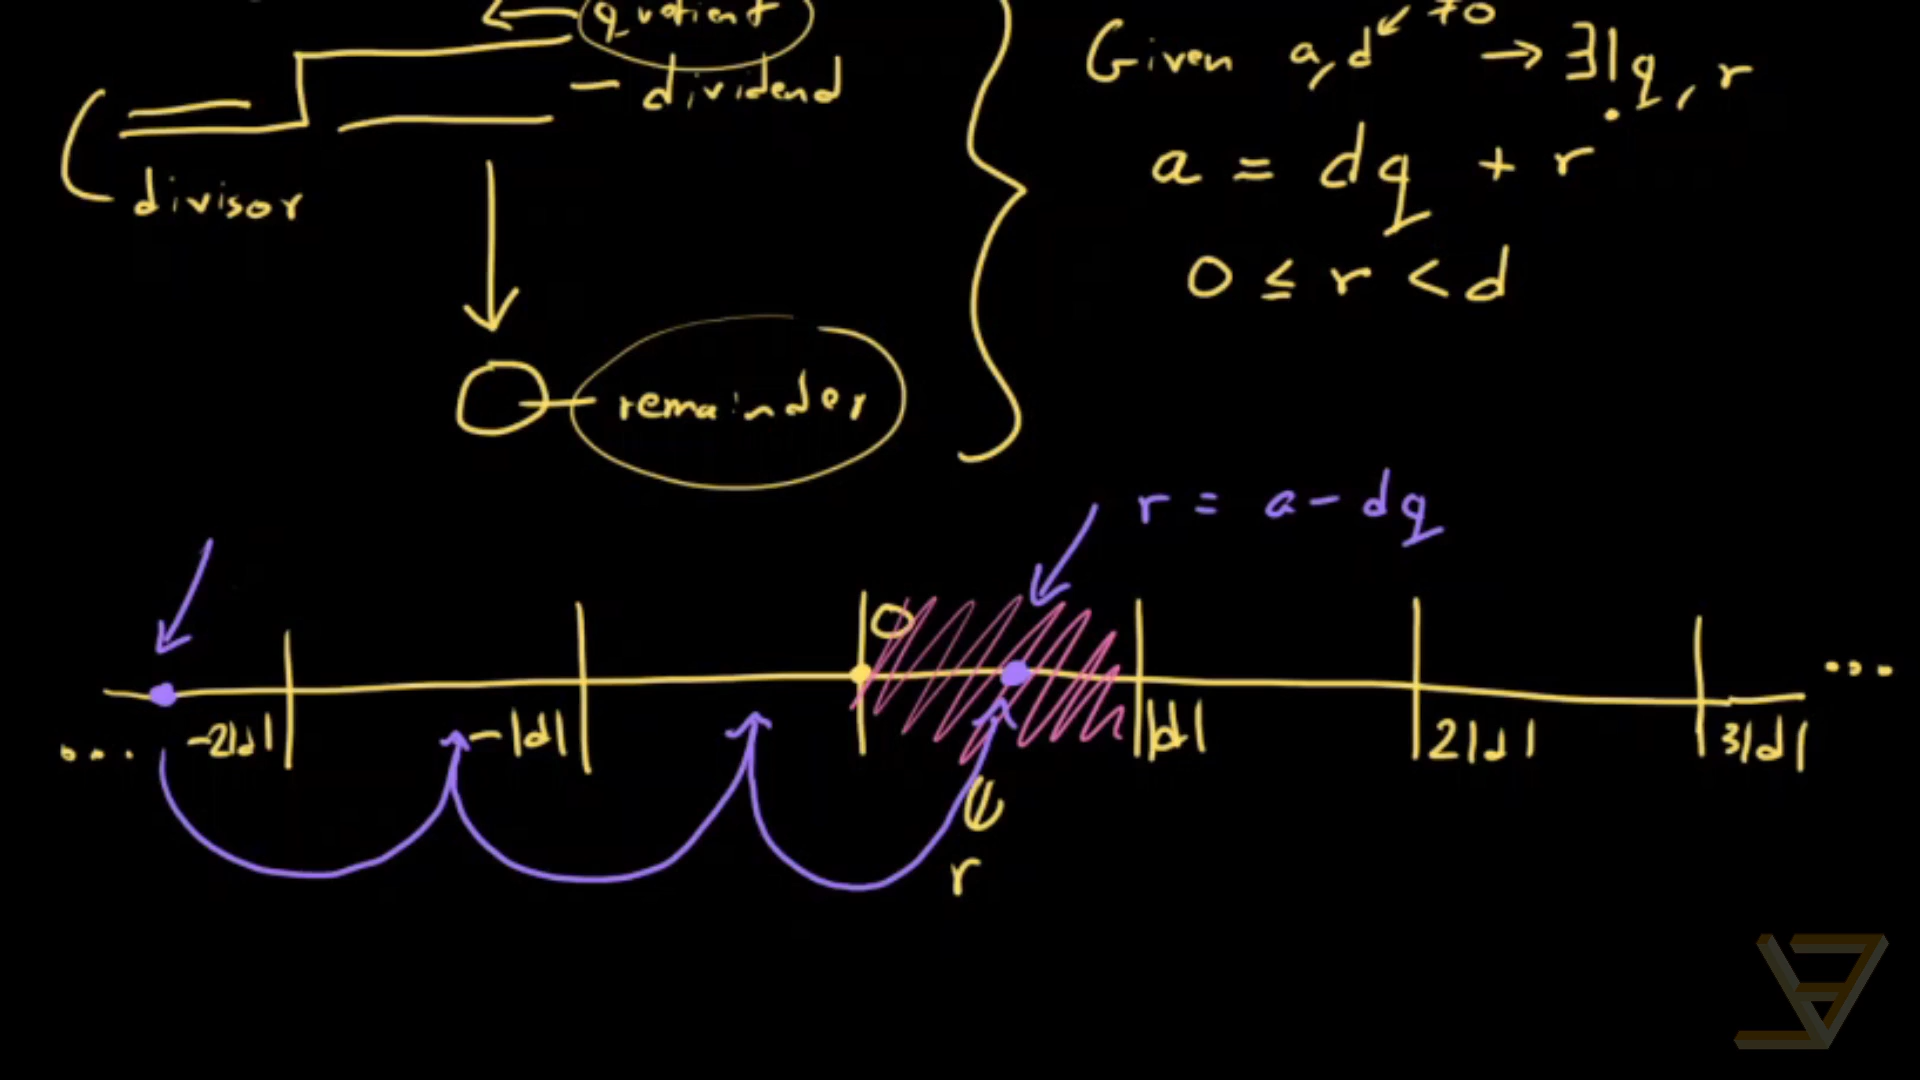 ← quotient
- dividend
divisor
remainder
Given a, d ≠ 0 → ∃! q, r
a = dq + r
0 ≤ r < d
r = a - dq
0
... -2|d| -|d| |d| 2|d| 3|d| ...
r